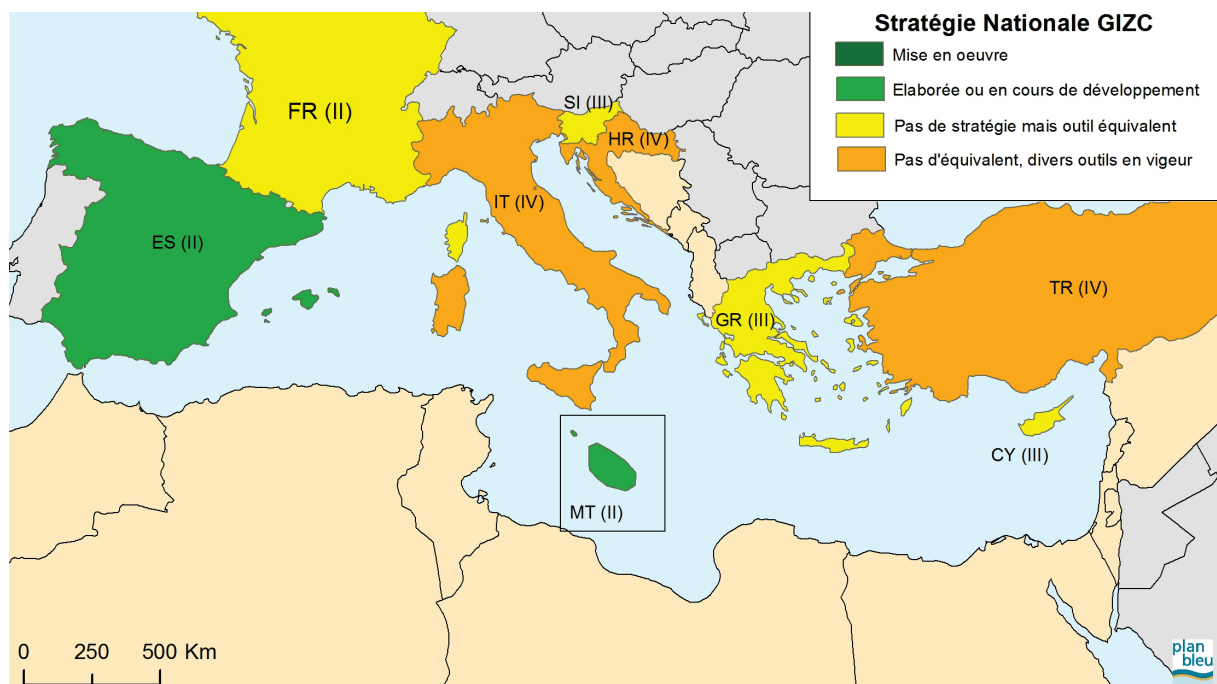 Stratégie Nationale GIZC
Mise en oeuvre
Elaborée ou en cours de développement
Pas de stratégie mais outil équivalent
Pas d'équivalent, divers outils en vigueur
FR (II)
SI (III)
HR (IV)
IT (IV)
ES (II)
TR (IV)
GR (III)
CY (III)
MT (II)
0 250 500 Km
plan
bleu